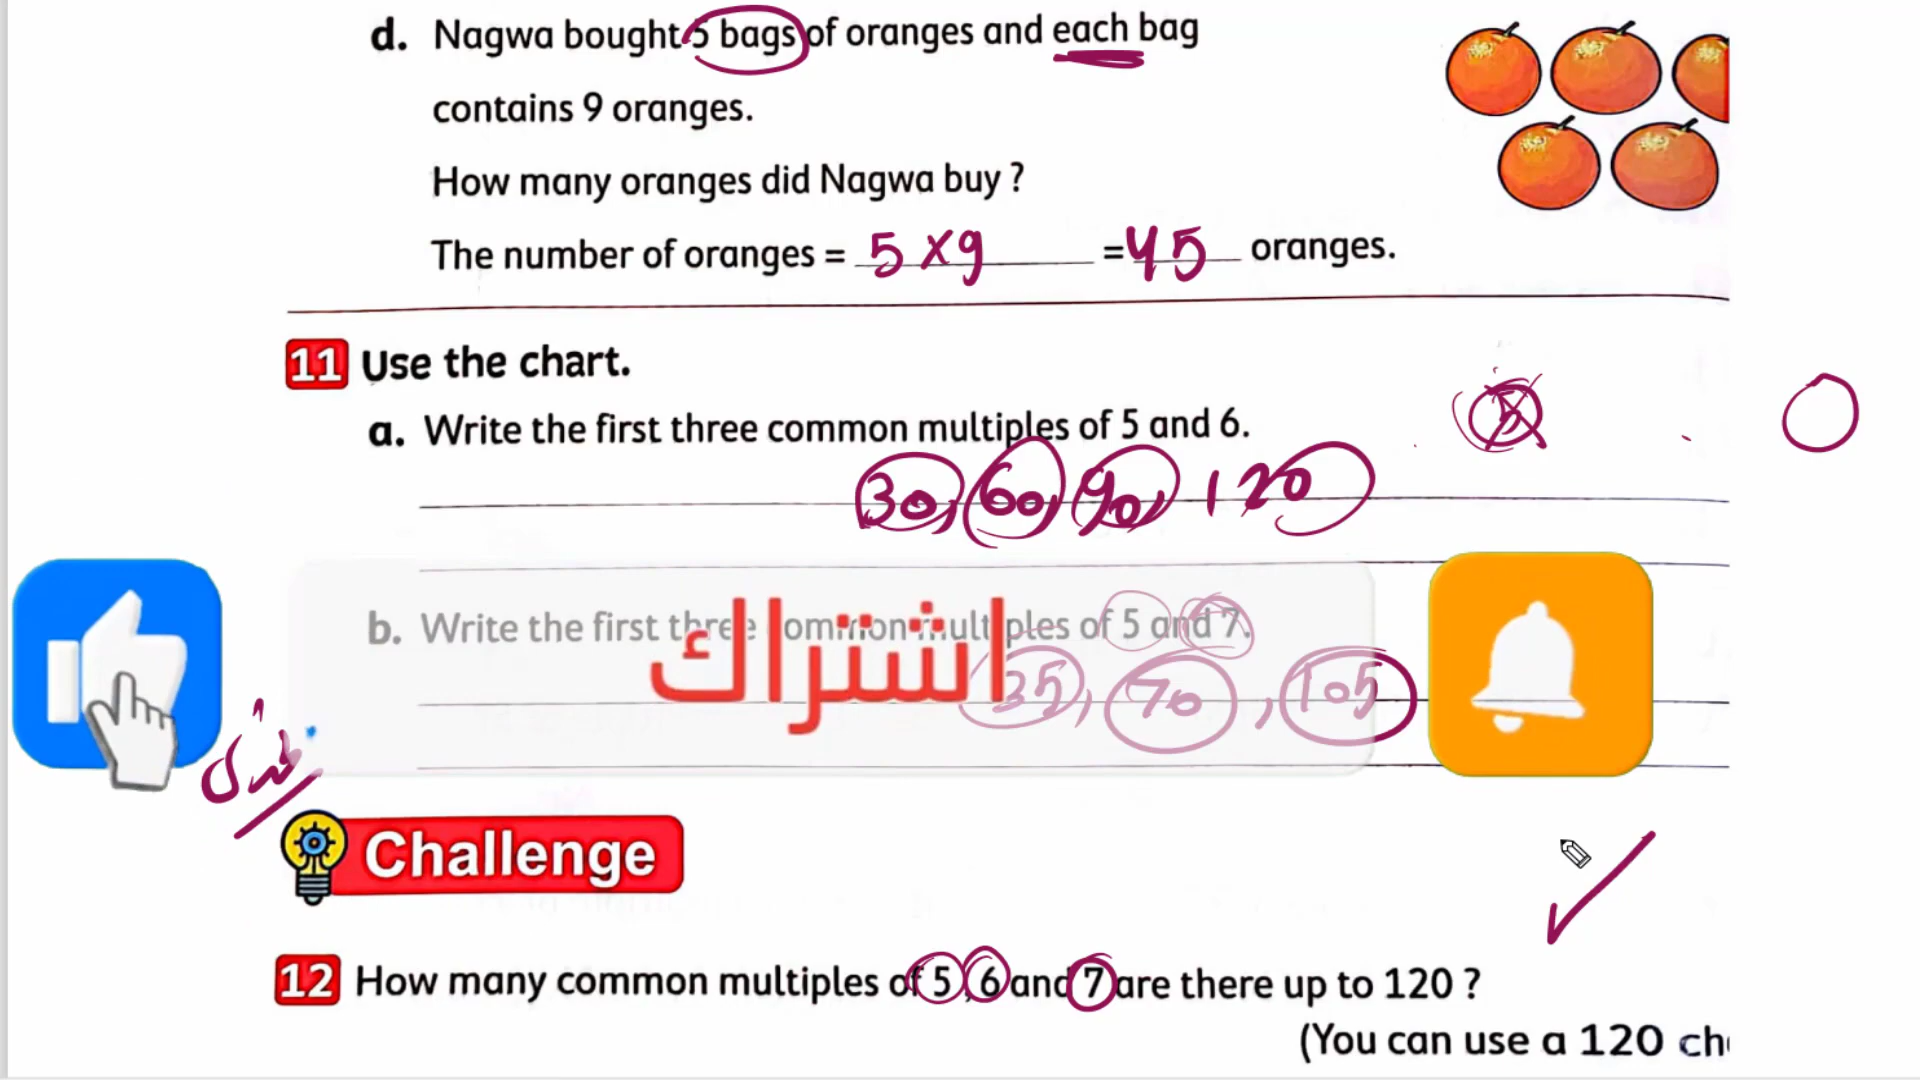 d. Nagwa bought 5 bags of oranges and each bag
contains 9 oranges.
How many oranges did Nagwa buy ?
The number of oranges = 5 x 9 = 45 oranges.
11 Use the chart.
a. Write the first three common multiples of 5 and 6.
30, 60, 90, 120
b. Write the first three common multiples of 5 and 7.
اشتراك
35, 70, 105
Challenge
12 How many common multiples of 5, 6 and 7 are there up to 120 ?
(You can use a 120 ch